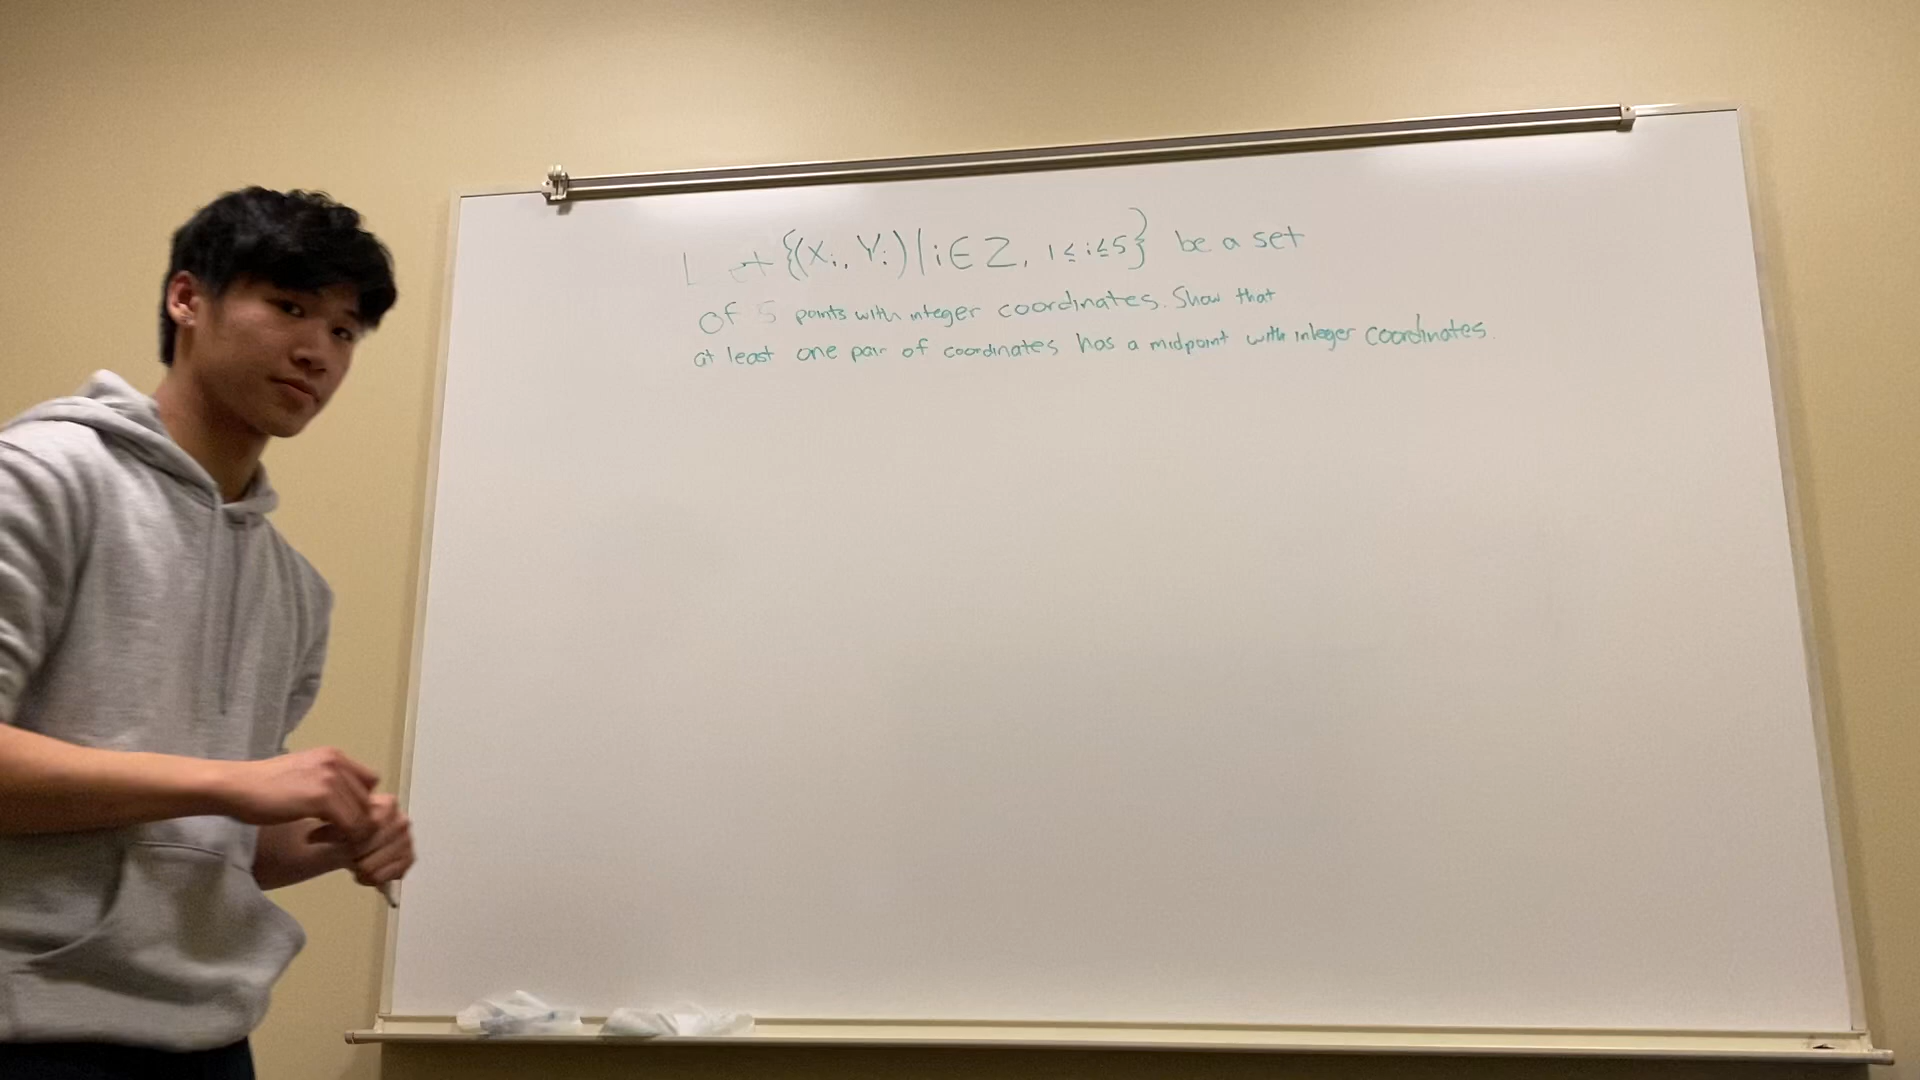 Let {(Xi, Yi) | i ∈ Z, 1 ≤ i ≤ 5} be a set
of 5 points with integer coordinates. Show that
at least one pair of coordinates has a midpoint with integer coordinates.